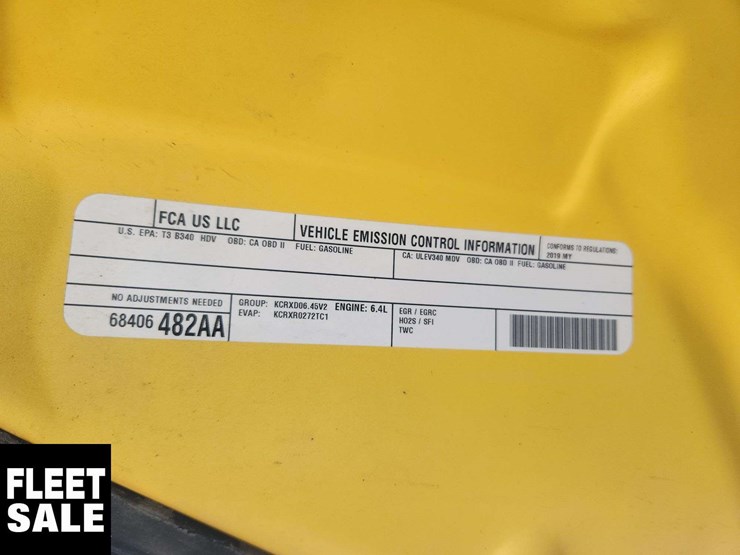 FCA US LLC
VEHICLE EMISSION CONTROL INFORMATION
CONFORMS TO REGULATIONS:
2019 MY
U.S. EPA: T3 B340 HDV OBD: CA OBD II FUEL: GASOLINE
CA: ULEV340 MDV OBD: CA OBD II FUEL: GASOLINE
NO ADJUSTMENTS NEEDED
68406 482AA
GROUP: KCRXD06.45V2 ENGINE: 6.4L
EVAP: KCRXR0272TC1
EGR / EGRC
HO2S / SFI
TWC
FLEET
SALE